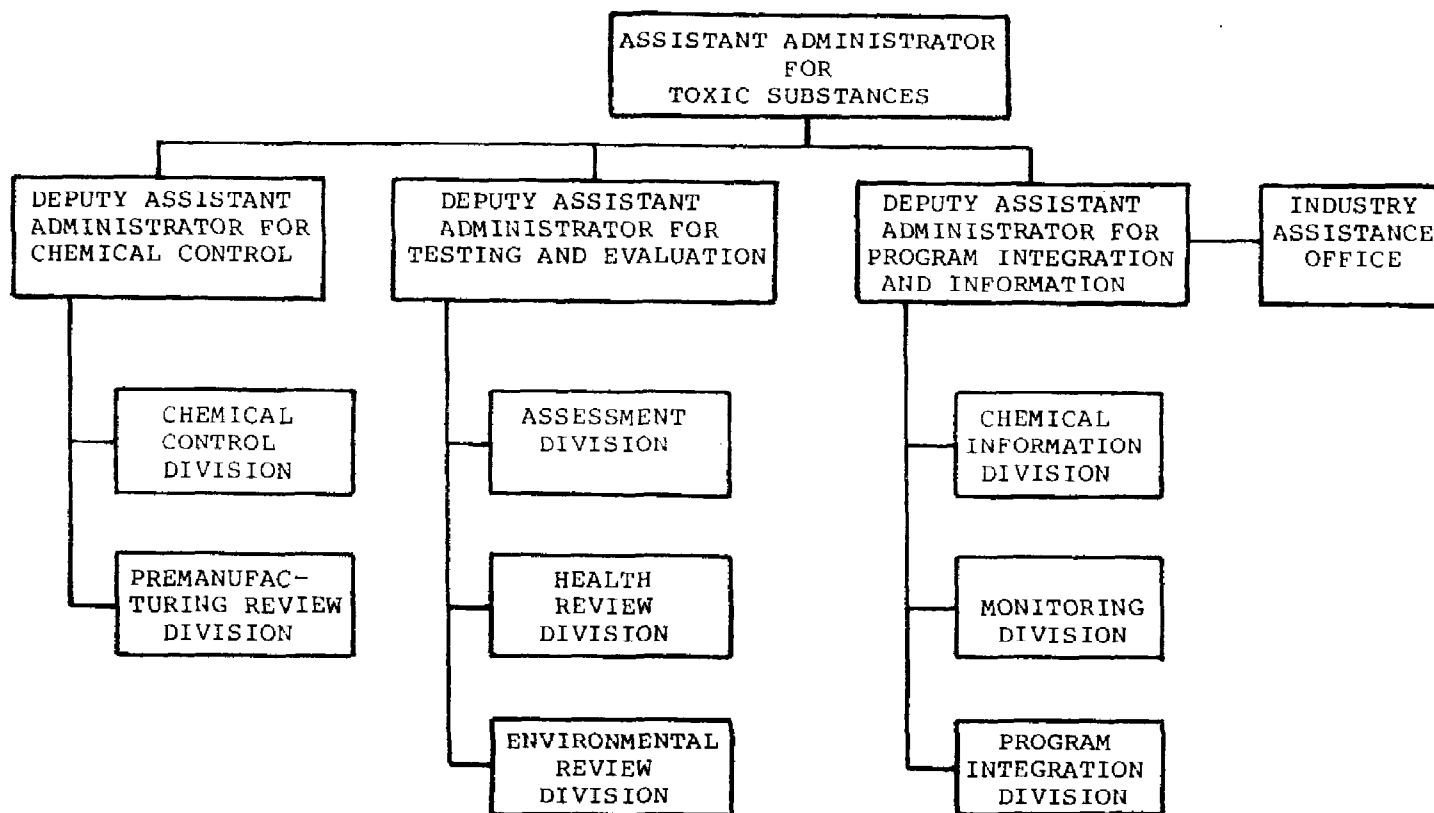 ASSISTANT ADMINISTRATOR
FOR
TOXIC SUBSTANCES
DEPUTY ASSISTANT
ADMINISTRATOR FOR
CHEMICAL CONTROL
DEPUTY ASSISTANT
ADMINISTRATOR FOR
TESTING AND EVALUATION
DEPUTY ASSISTANT
ADMINISTRATOR FOR
PROGRAM INTEGRATION
AND INFORMATION
INDUSTRY
ASSISTANCE
OFFICE
CHEMICAL
CONTROL
DIVISION
ASSESSMENT
DIVISION
CHEMICAL
INFORMATION
DIVISION
PREMANUFAC-
TURING REVIEW
DIVISION
HEALTH
REVIEW
DIVISION
MONITORING
DIVISION
ENVIRONMENTAL
REVIEW
DIVISION
PROGRAM
INTEGRATION
DIVISION